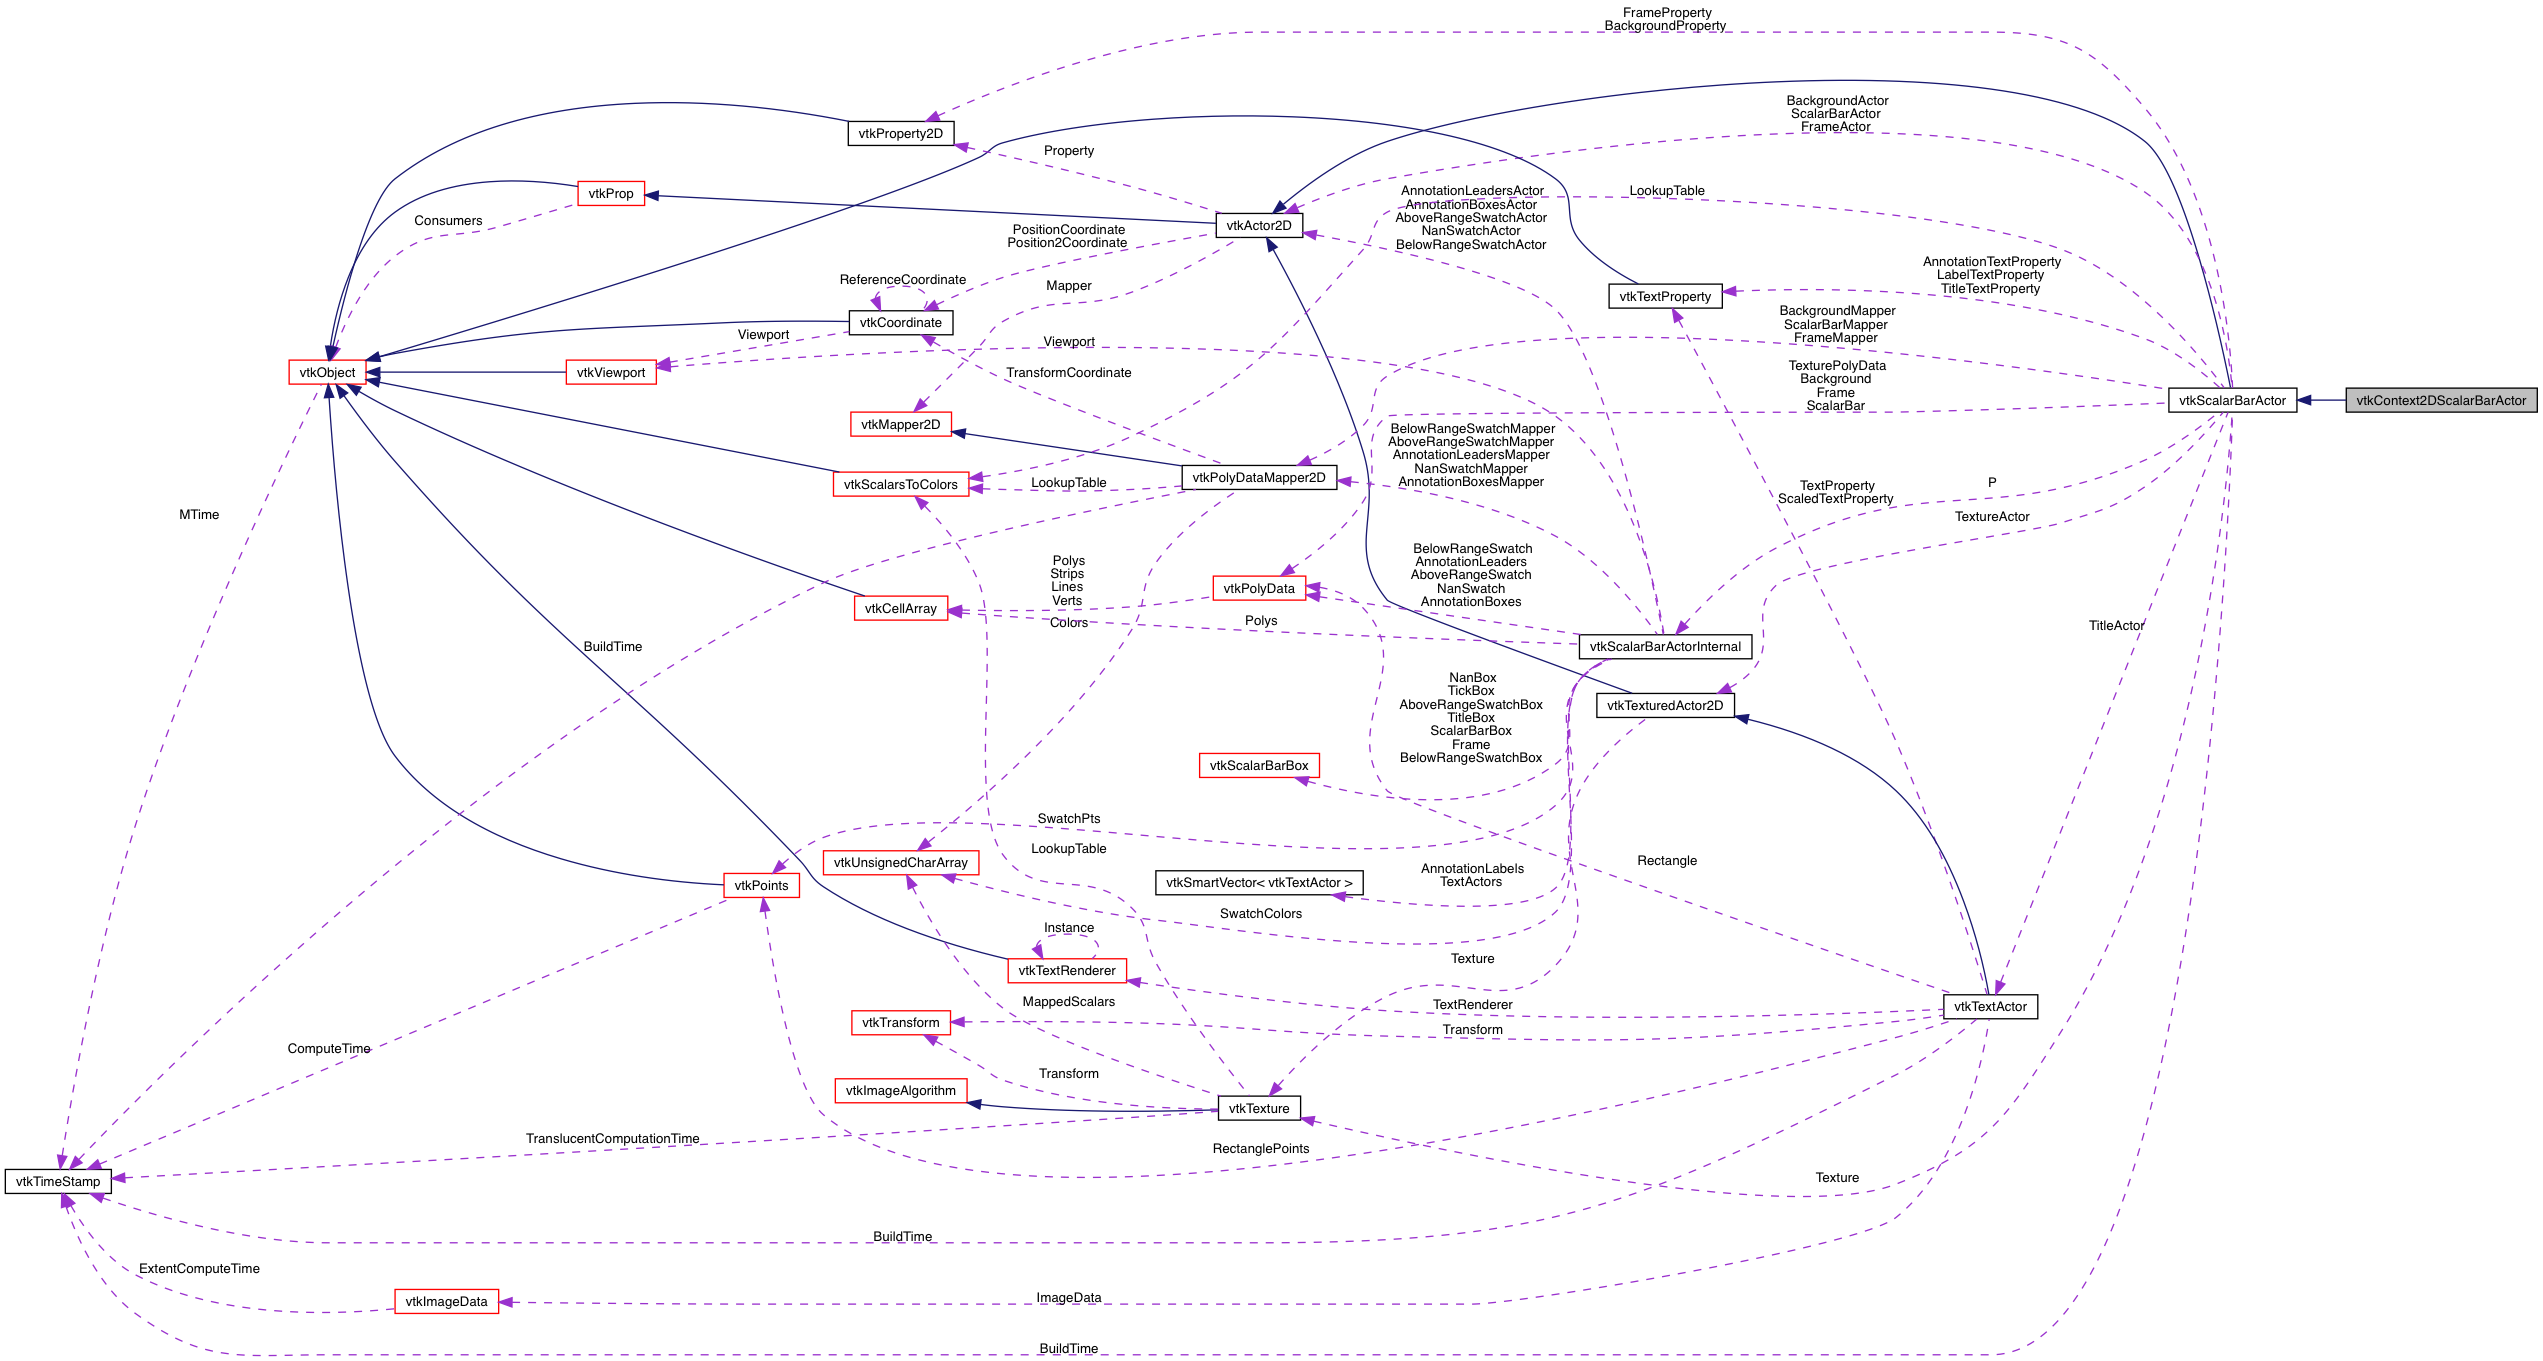 FrameProperty
BackgroundProperty
BackgroundActor
ScalarBarActor
FrameActor
vtkProperty2D
Property
vtkProp
Consumers
AnnotationLeadersActor
AnnotationBoxesActor
AboveRangeSwatchActor
NanSwatchActor
BelowRangeSwatchActor
LookupTable
vtkActor2D
PositionCoordinate
Position2Coordinate
AnnotationTextProperty
LabelTextProperty
TitleTextProperty
ReferenceCoordinate
Mapper
vtkTextProperty
vtkCoordinate
BackgroundMapper
ScalarBarMapper
FrameMapper
Viewport
Viewport
vtkObject
vtkViewport
TransformCoordinate
TexturePolyData
Background
Frame
ScalarBar
vtkScalarBarActor
vtkContext2DScalarBarActor
vtkMapper2D
BelowRangeSwatchMapper
AboveRangeSwatchMapper
AnnotationLeadersMapper
NanSwatchMapper
AnnotationBoxesMapper
vtkScalarsToColors
LookupTable
vtkPolyDataMapper2D
TextProperty
ScaledTextProperty
P
MTime
TextureActor
BelowRangeSwatch
AnnotationLeaders
AboveRangeSwatch
NanSwatch
AnnotationBoxes
Polys
Strips
Lines
Verts
Colors
vtkPolyData
vtkCellArray
Polys
TitleActor
BuildTime
vtkScalarBarActorInternal
NanBox
TickBox
AboveRangeSwatchBox
TitleBox
ScalarBarBox
Frame
BelowRangeSwatchBox
vtkTexturedActor2D
vtkScalarBarBox
SwatchPts
LookupTable
vtkUnsignedCharArray
Rectangle
vtkPoints
vtkSmartVector< vtkTextActor >
AnnotationLabels
TextActors
SwatchColors
Instance
Texture
vtkTextRenderer
MappedScalars
TextRenderer
vtkTextActor
vtkTransform
Transform
ComputeTime
Transform
vtkImageAlgorithm
vtkTexture
TranslucentComputationTime
RectanglePoints
Texture
vtkTimeStamp
BuildTime
ExtentComputeTime
vtkImageData
ImageData
BuildTime